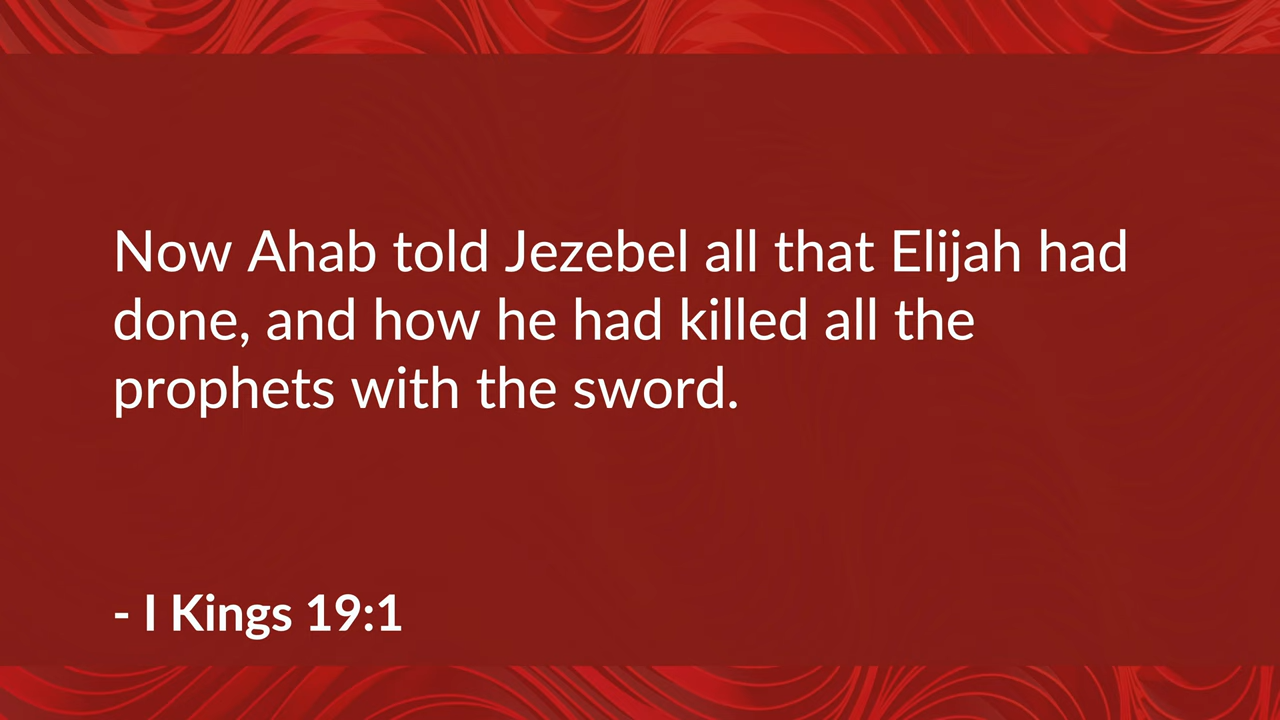 Now Ahab told Jezebel all that Elijah had
done, and how he had killed all the
prophets with the sword.
- I Kings 19:1